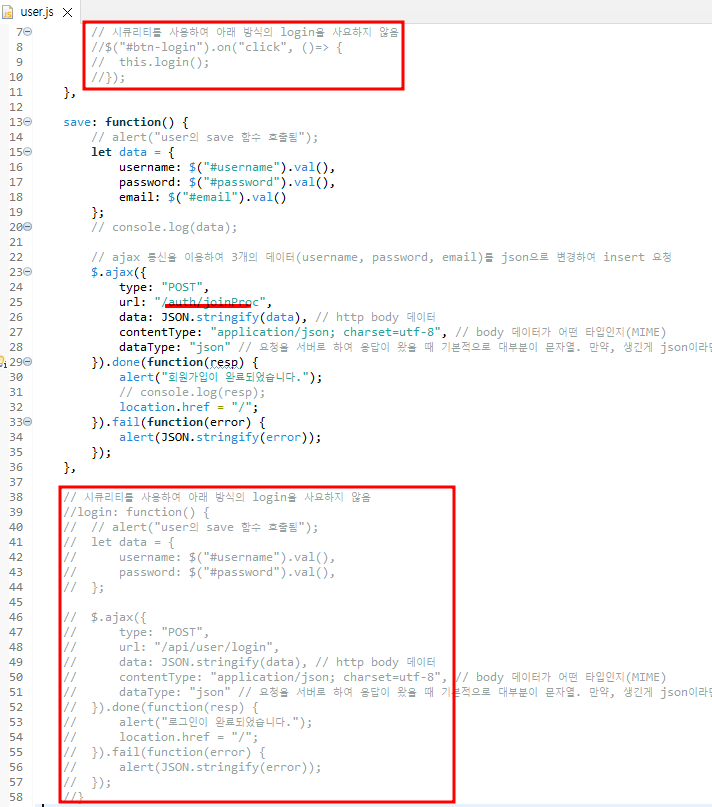 user.js
7 // 시큐리티를 사용하여 아래 방식의 login을 사요하지 않음
8 //$("#btn-login").on("click", ()=> {
9 // this.login();
10 //});
11 },
12
13 save: function() {
14 // alert("user의 save 함수 호출됨");
15 let data = {
16 username: $("#username").val(),
17 password: $("#password").val(),
18 email: $("#email").val()
19 };
20 // console.log(data);
21
22 // ajax 통신을 이용하여 3개의 데이터(username, password, email)를 json으로 변경하여 insert 요청
23 $.ajax({
24 type: "POST",
25 url: "/auth/joinProc",
26 data: JSON.stringify(data), // http body 데이터
27 contentType: "application/json; charset=utf-8", // body 데이터가 어떤 타입인지(MIME)
28 dataType: "json" // 요청을 서버로 하여 응답이 왔을 때 기본적으로 대부분이 문자열. 만약, 생긴게 json이라면
29 }).done(function(resp) {
30 alert("회원가입이 완료되었습니다.");
31 // console.log(resp);
32 location.href = "/";
33 }).fail(function(error) {
34 alert(JSON.stringify(error));
35 });
36 },
37
38 // 시큐리티를 사용하여 아래 방식의 login을 사요하지 않음
39 //login: function() {
40 // // alert("user의 save 함수 호출됨");
41 // let data = {
42 // username: $("#username").val(),
43 // password: $("#password").val(),
44 // };
45
46 // $.ajax({
47 // type: "POST",
48 // url: "/api/user/login",
49 // data: JSON.stringify(data), // http body 데이터
50 // contentType: "application/json; charset=utf-8", // body 데이터가 어떤 타입인지(MIME)
51 // dataType: "json" // 요청을 서버로 하여 응답이 왔을 때 기본적으로 대부분이 문자열. 만약, 생긴게 json이라면
52 // }).done(function(resp) {
53 // alert("로그인이 완료되었습니다.");
54 // location.href = "/";
55 // }).fail(function(error) {
56 // alert(JSON.stringify(error));
57 // });
58 //}